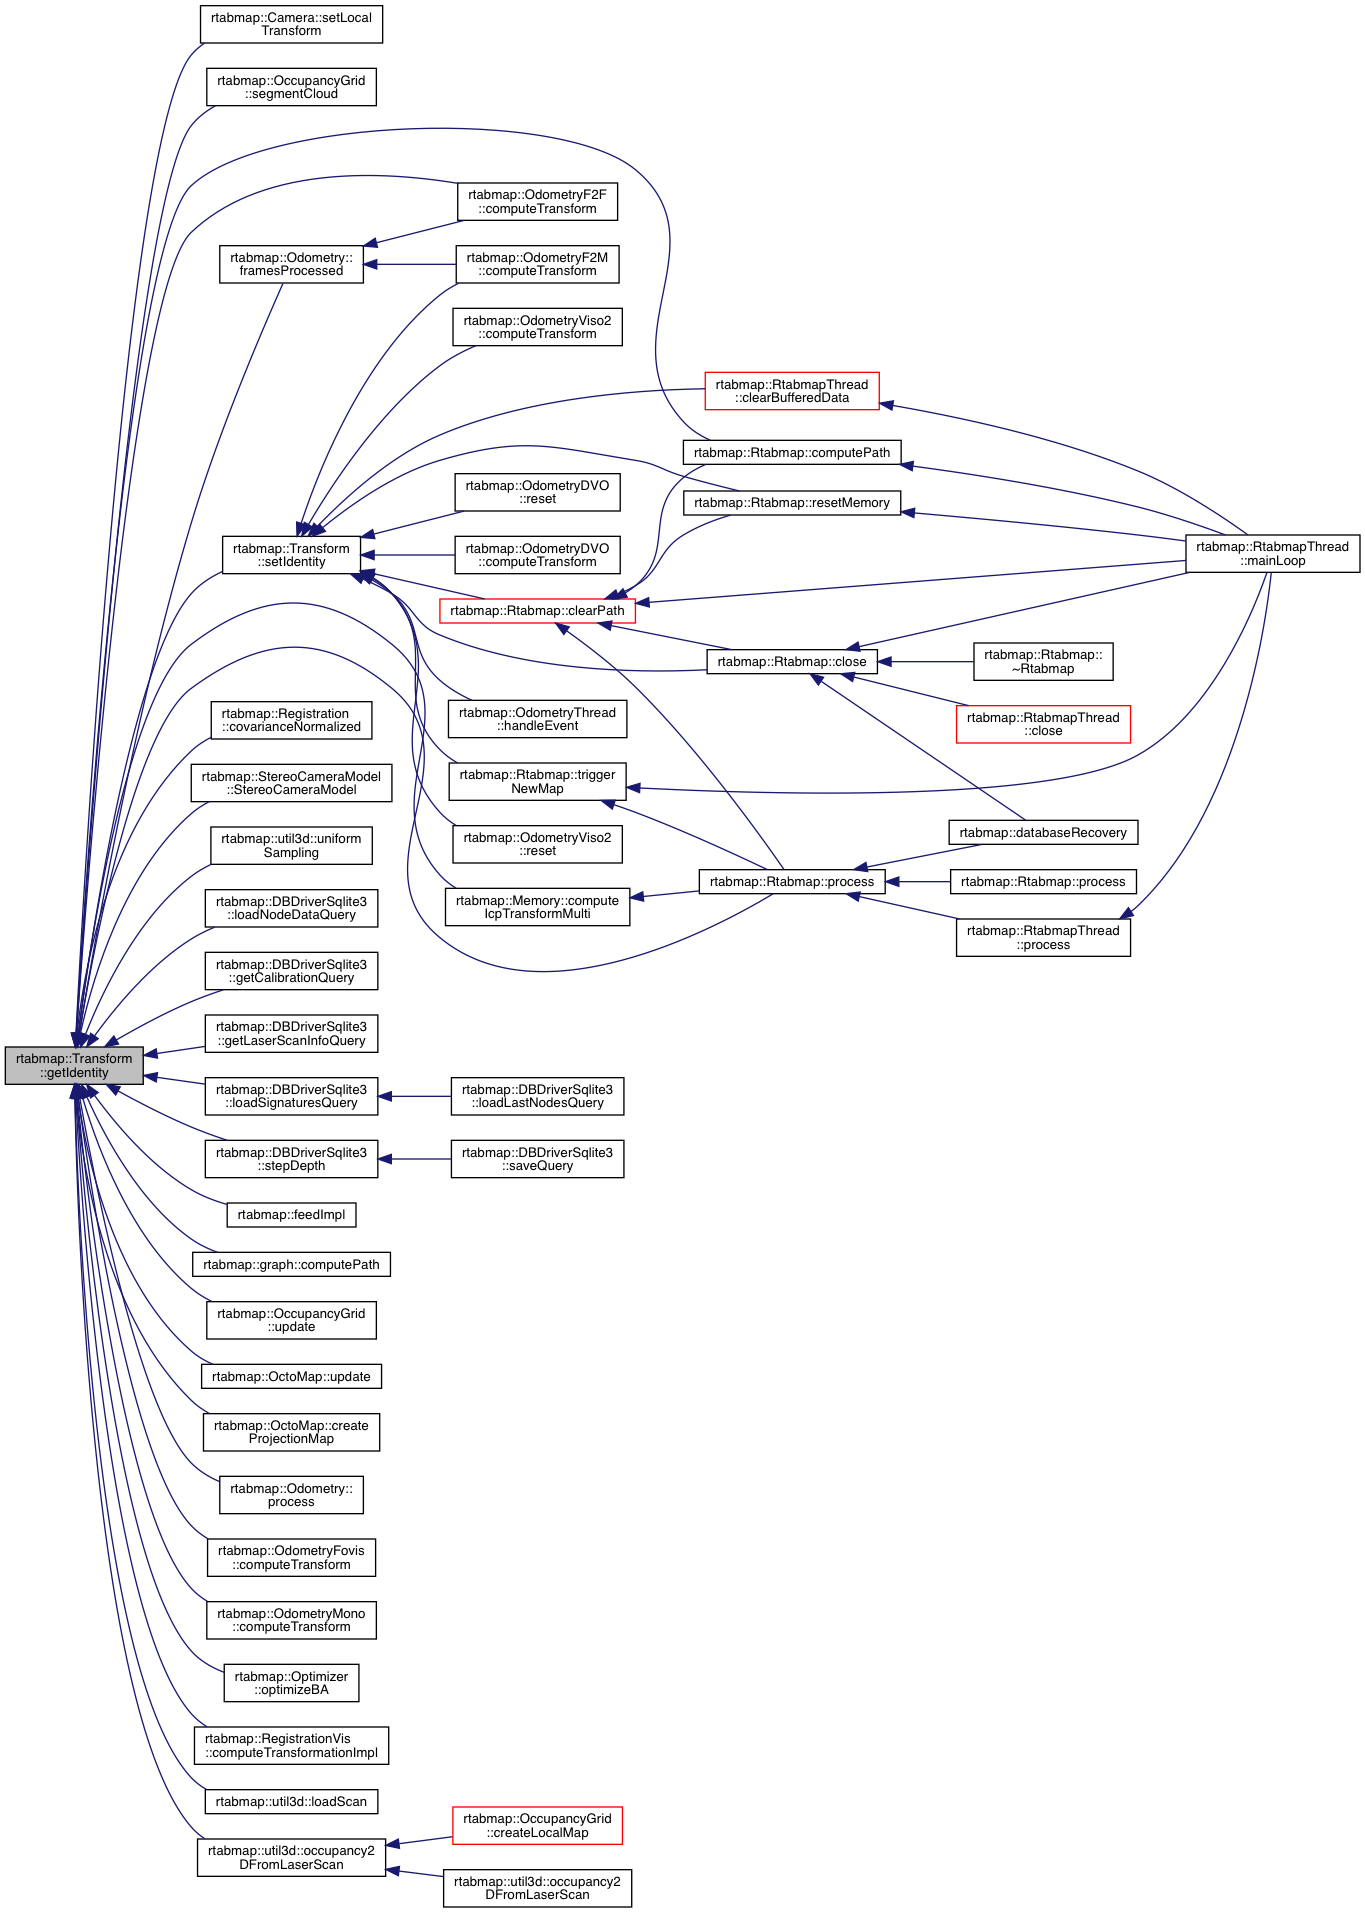 rtabmap::Camera::setLocal
Transform
rtabmap::OccupancyGrid
::segmentCloud
rtabmap::OdometryF2F
::computeTransform
rtabmap::Odometry::
framesProcessed
rtabmap::OdometryF2M
::computeTransform
rtabmap::OdometryViso2
::computeTransform
rtabmap::RtabmapThread
::clearBufferedData
rtabmap::Rtabmap::computePath
rtabmap::OdometryDVO
::reset
rtabmap::Rtabmap::resetMemory
rtabmap::Transform
::setIdentity
rtabmap::OdometryDVO
::computeTransform
rtabmap::RtabmapThread
::mainLoop
rtabmap::Rtabmap::clearPath
rtabmap::Rtabmap::close
rtabmap::Rtabmap::
~Rtabmap
rtabmap::Registration
::covarianceNormalized
rtabmap::OdometryThread
::handleEvent
rtabmap::RtabmapThread
::close
rtabmap::StereoCameraModel
::StereoCameraModel
rtabmap::Rtabmap::trigger
NewMap
rtabmap::util3d::uniform
Sampling
rtabmap::OdometryViso2
::reset
rtabmap::databaseRecovery
rtabmap::DBDriverSqlite3
::loadNodeDataQuery
rtabmap::Memory::compute
IcpTransformMulti
rtabmap::Rtabmap::process
rtabmap::Rtabmap::process
rtabmap::RtabmapThread
::process
rtabmap::DBDriverSqlite3
::getCalibrationQuery
rtabmap::DBDriverSqlite3
::getLaserScanInfoQuery
rtabmap::Transform
::getIdentity
rtabmap::DBDriverSqlite3
::loadSignaturesQuery
rtabmap::DBDriverSqlite3
::loadLastNodesQuery
rtabmap::DBDriverSqlite3
::stepDepth
rtabmap::DBDriverSqlite3
::saveQuery
rtabmap::feedImpl
rtabmap::graph::computePath
rtabmap::OccupancyGrid
::update
rtabmap::OctoMap::update
rtabmap::OctoMap::create
ProjectionMap
rtabmap::Odometry::
process
rtabmap::OdometryFovis
::computeTransform
rtabmap::OdometryMono
::computeTransform
rtabmap::Optimizer
::optimizeBA
rtabmap::RegistrationVis
::computeTransformationImpl
rtabmap::util3d::loadScan
rtabmap::OccupancyGrid
::createLocalMap
rtabmap::util3d::occupancy2
DFromLaserScan
rtabmap::util3d::occupancy2
DFromLaserScan